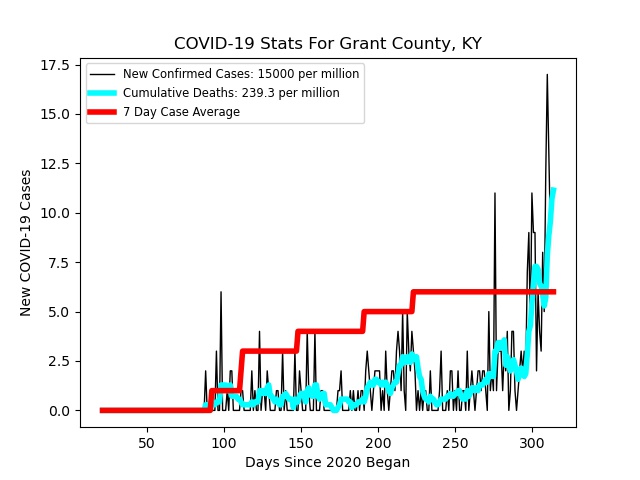 COVID-19 Stats For Grant County, KY
New Confirmed Cases: 15000 per million
Cumulative Deaths: 239.3 per million
7 Day Case Average
17.5
15.0
12.5
10.0
7.5
5.0
2.5
0.0
New COVID-19 Cases
50 100 150 200 250 300
Days Since 2020 Began